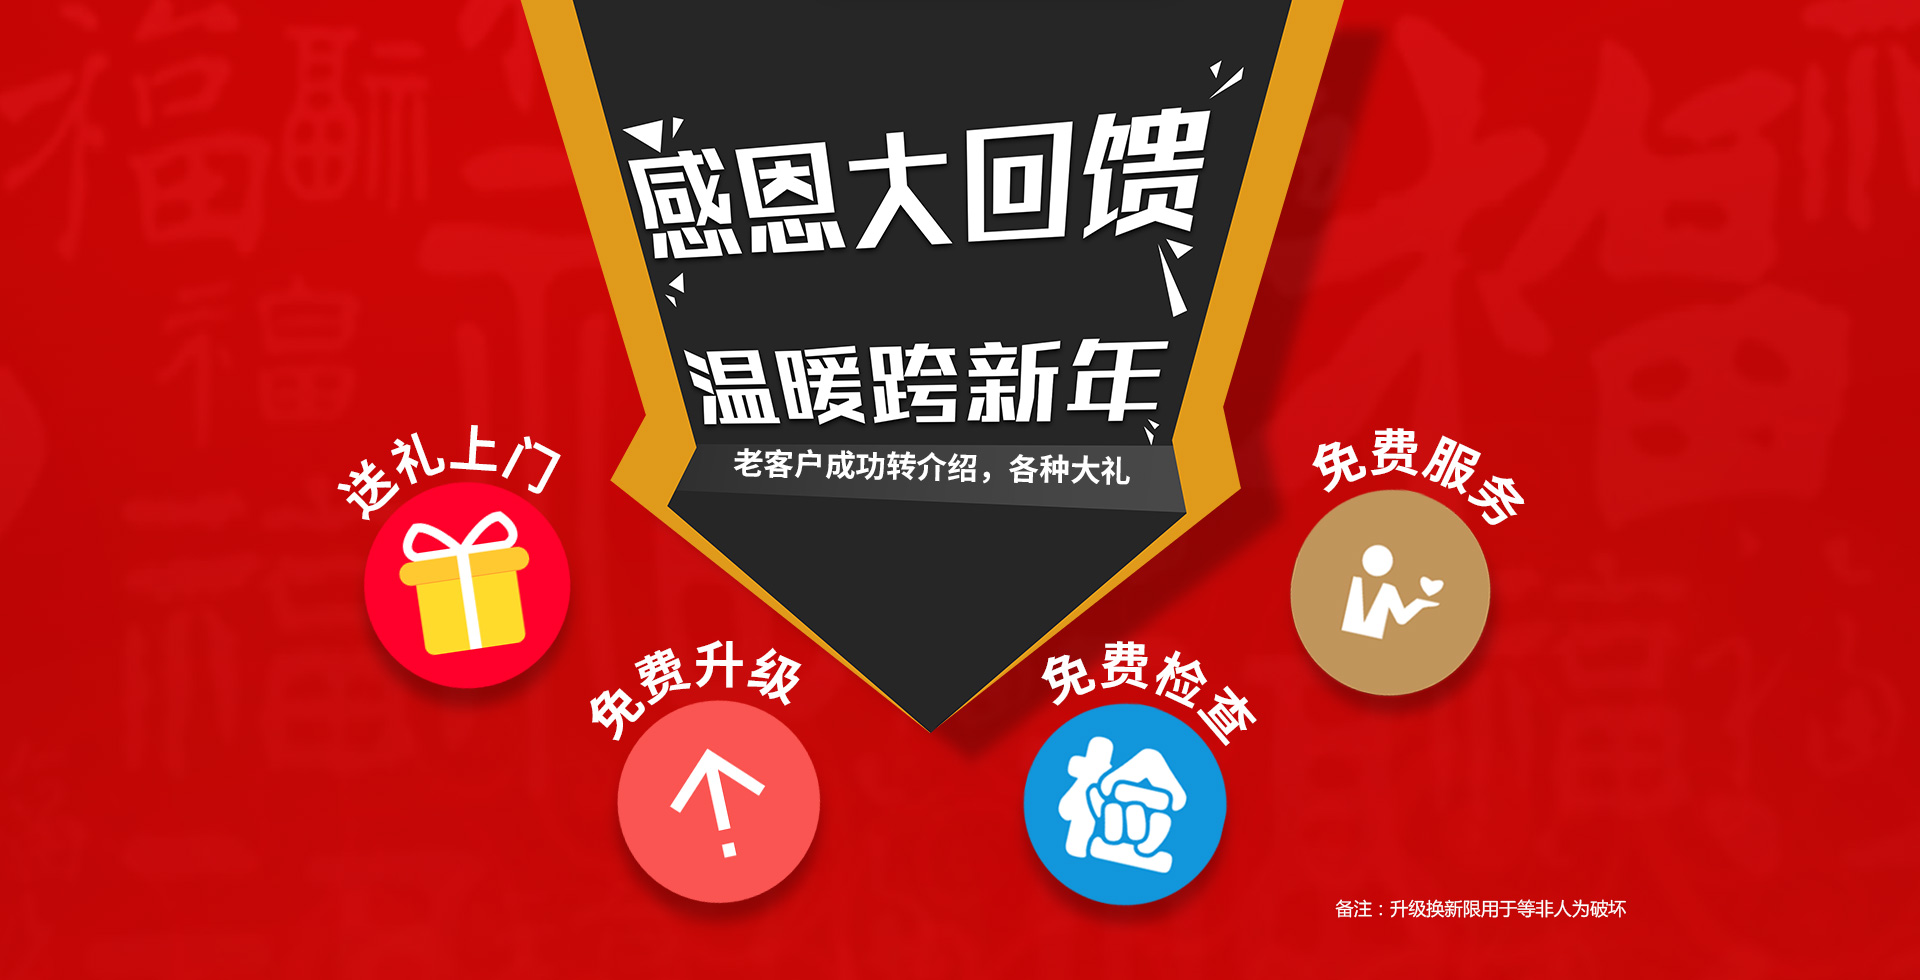 感恩大回馈
温暖跨新年
老客户成功转介绍，各种大礼
送礼上门
免费服务
免费升级
免费检查
检
备注：升级换新限用于等非人为破坏